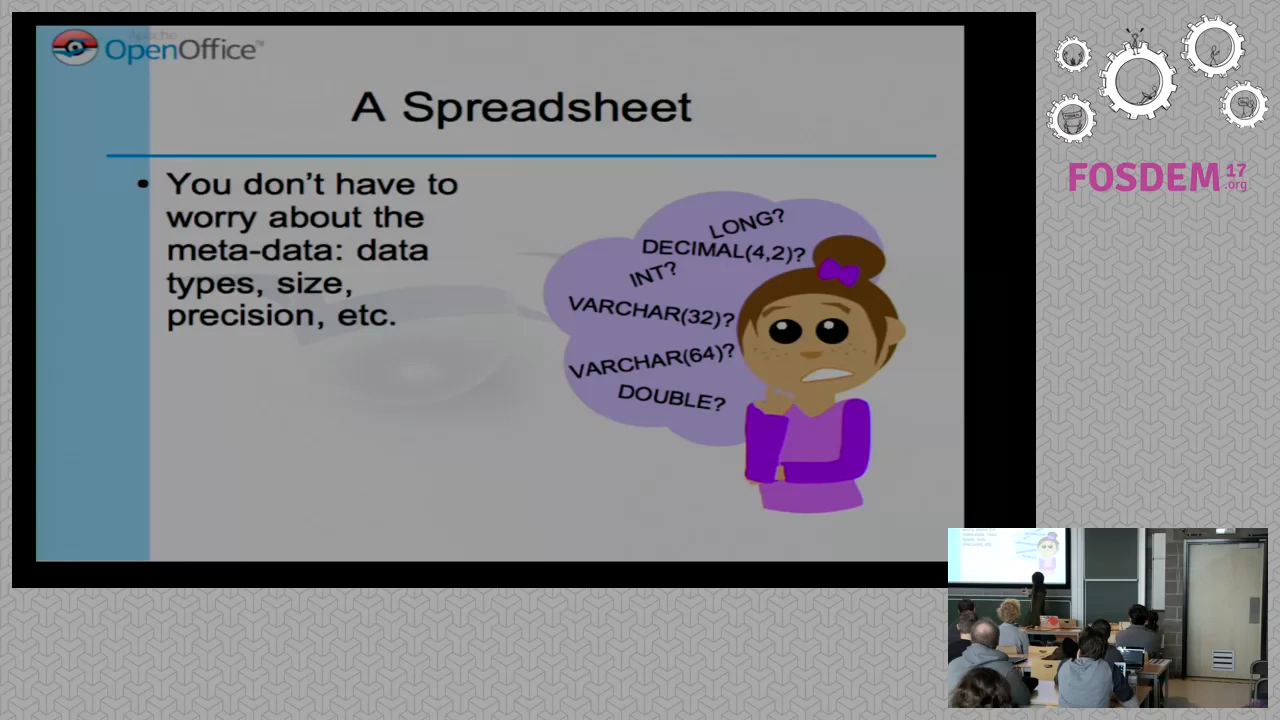 Apache
OpenOffice™
A Spreadsheet
• You don't have to
worry about the
meta-data: data
types, size,
precision, etc.
LONG?
DECIMAL(4,2)?
INT?
VARCHAR(32)?
VARCHAR(64)?
DOUBLE?
FOSDEM 17
.org